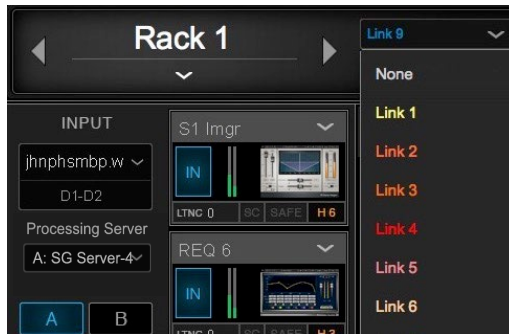 Rack 1
Link 9
None
Link 1
Link 2
Link 3
Link 4
Link 5
Link 6
INPUT
jhnphsmbp.w
D1-D2
Processing Server
A: SG Server-4
A
B
S1 Imgr
IN
LTNC 0
SC
SAFE
H 6
REQ 6
IN
LTNC 0
SC
SAFE
H 3